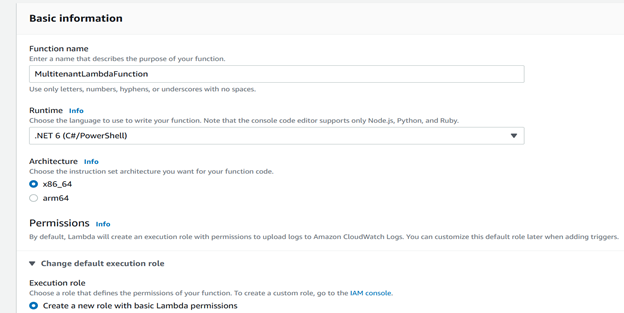 Basic information
Function name
Enter a name that describes the purpose of your function.
MultitenantLambdaFunction
Use only letters, numbers, hyphens, or underscores with no spaces.
Runtime Info
Choose the language to use to write your function. Note that the console code editor supports only Node.js, Python, and Ruby.
.NET 6 (C#/PowerShell)
Architecture Info
Choose the instruction set architecture you want for your function code.
x86_64
arm64
Permissions Info
By default, Lambda will create an execution role with permissions to upload logs to Amazon CloudWatch Logs. You can customize this default role later when adding triggers.
Change default execution role
Execution role
Choose a role that defines the permissions of your function. To create a custom role, go to the IAM console.
Create a new role with basic Lambda permissions